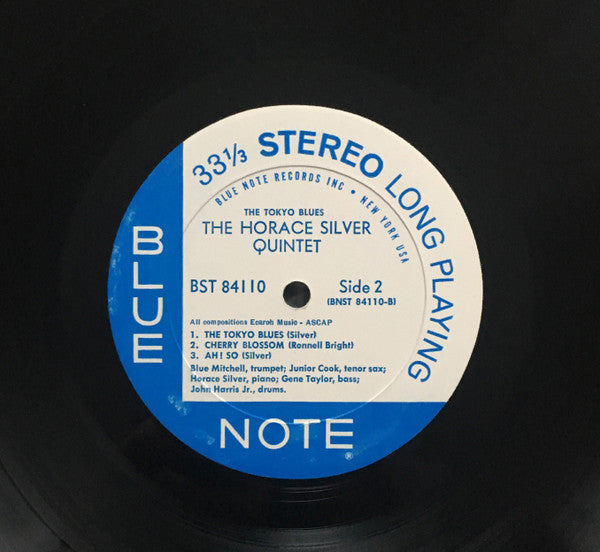 33 1/3 STEREO LONG PLAYING
BLUE NOTE RECORDS INC • NEW YORK USA
THE TOKYO BLUES
THE HORACE SILVER
QUINTET
BST 84110 Side 2
(BNST 84110-B)
All compositions Ecaroh Music - ASCAP
1. THE TOKYO BLUES (Silver)
2. CHERRY BLOSSOM (Ronnell Bright)
3. AH! SO (Silver)
Blue Mitchell, trumpet; Junior Cook, tenor sax;
Horace Silver, piano; Gene Taylor, bass;
John Harris Jr., drums.
BLUE
NOTE®